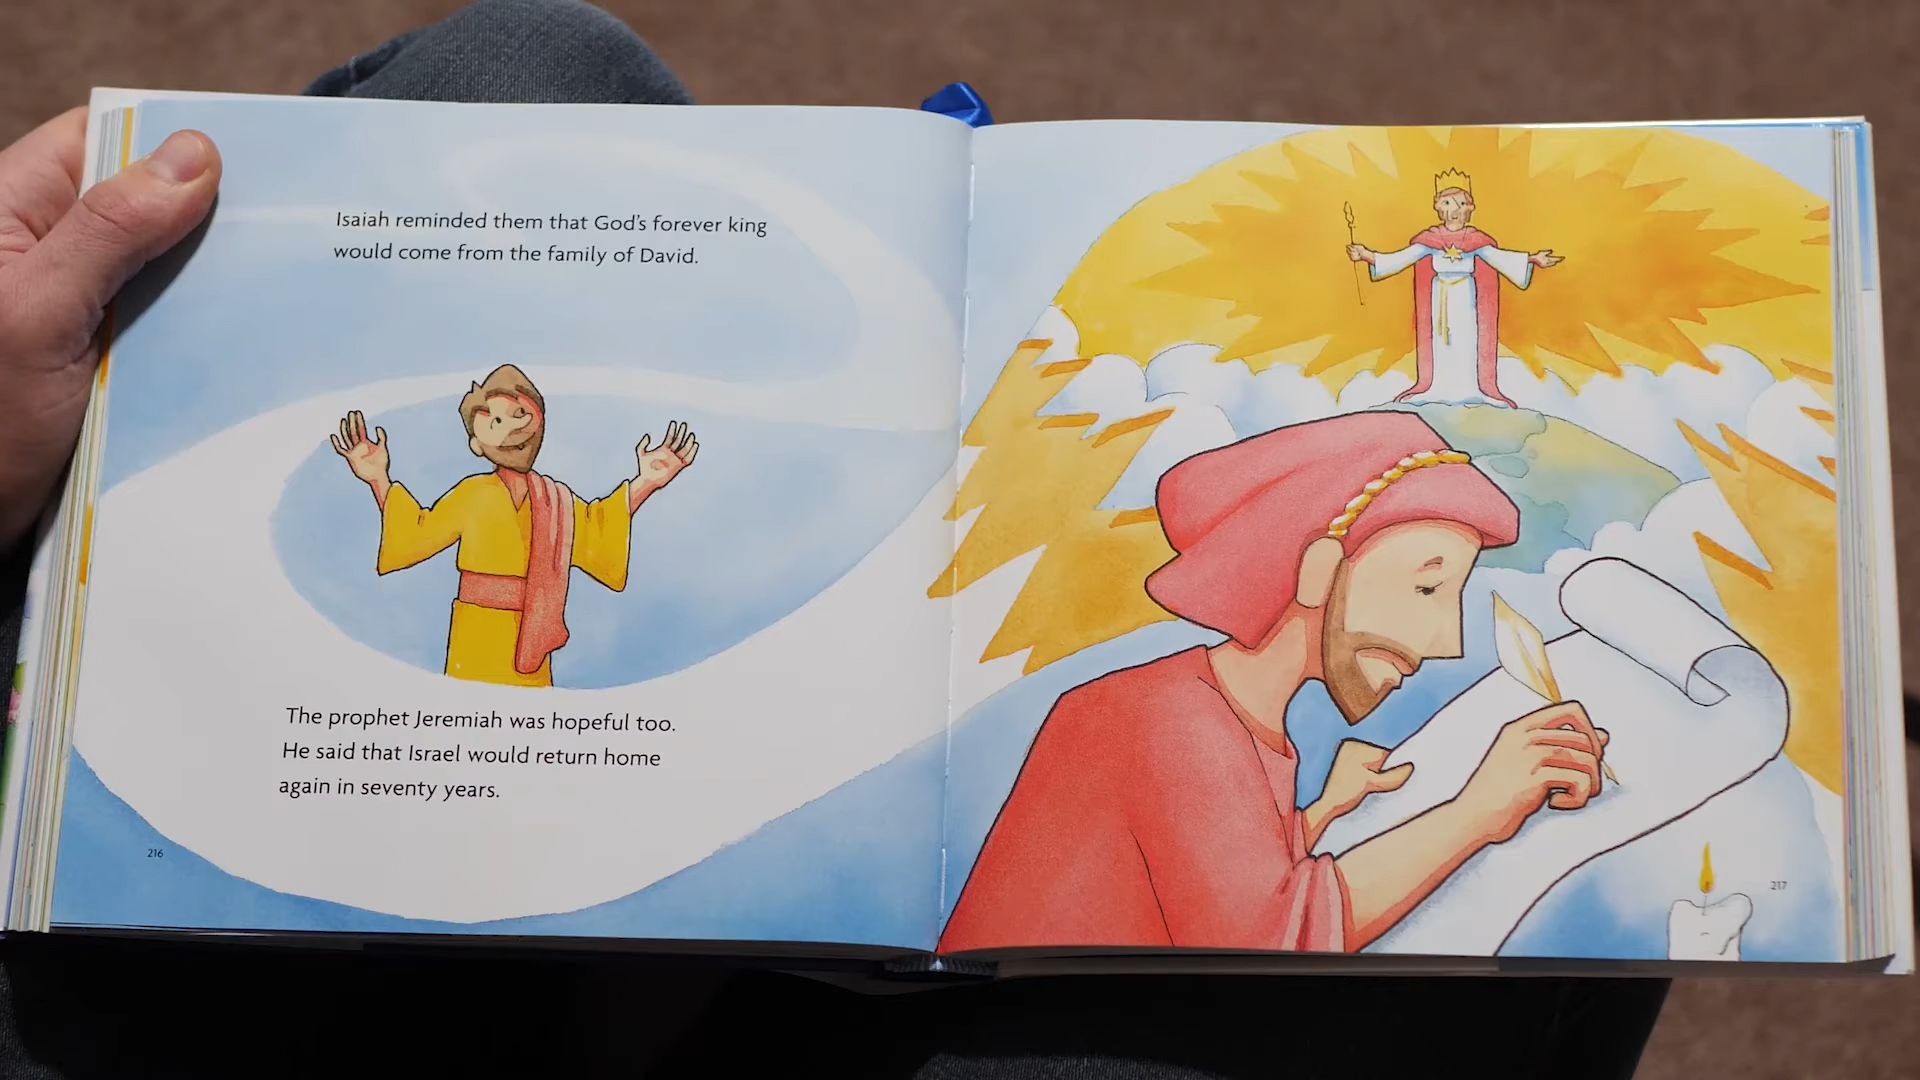 Isaiah reminded them that God's forever king
would come from the family of David.
The prophet Jeremiah was hopeful too.
He said that Israel would return home
again in seventy years.
216
217